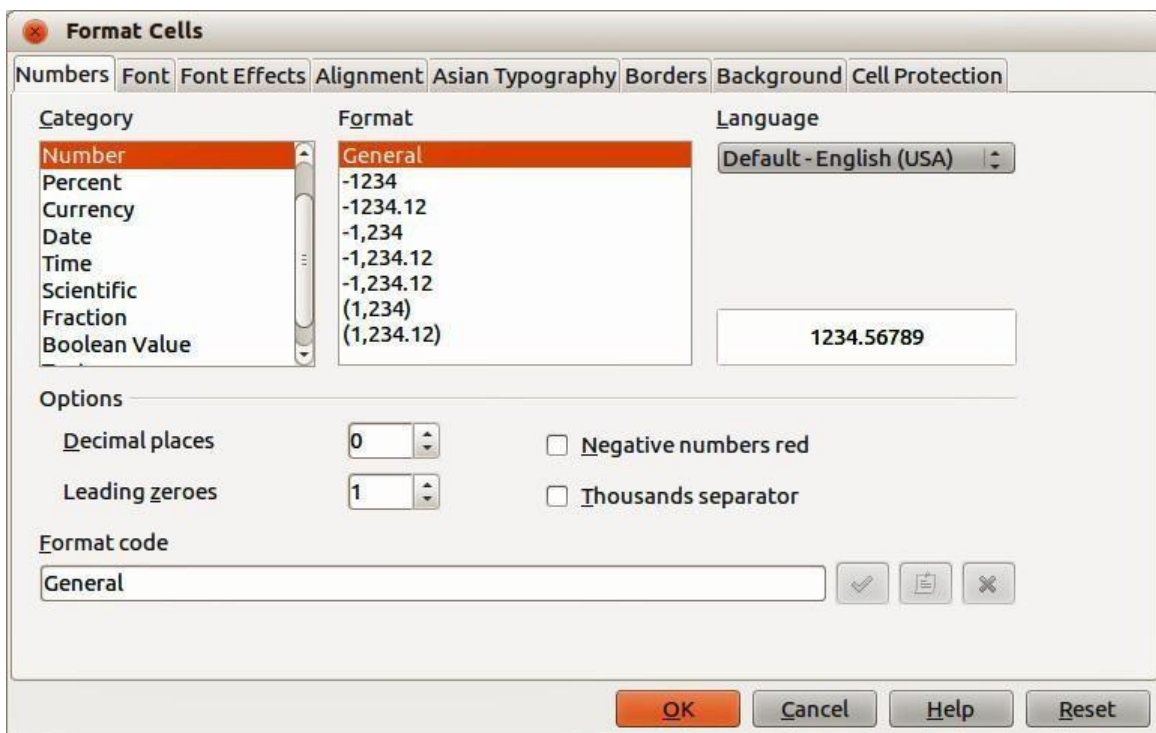 Format Cells
Numbers Font Font Effects Alignment Asian Typography Borders Background Cell Protection
Category
Number
Percent
Currency
Date
Time
Scientific
Fraction
Boolean Value
Format
General
-1234
-1234.12
-1,234
-1,234.12
-1,234.12
(1,234)
(1,234.12)
Language
Default - English (USA)
1234.56789
Options
Decimal places 0
Negative numbers red
Leading zeroes 1
Thousands separator
Format code
General
OK Cancel Help Reset